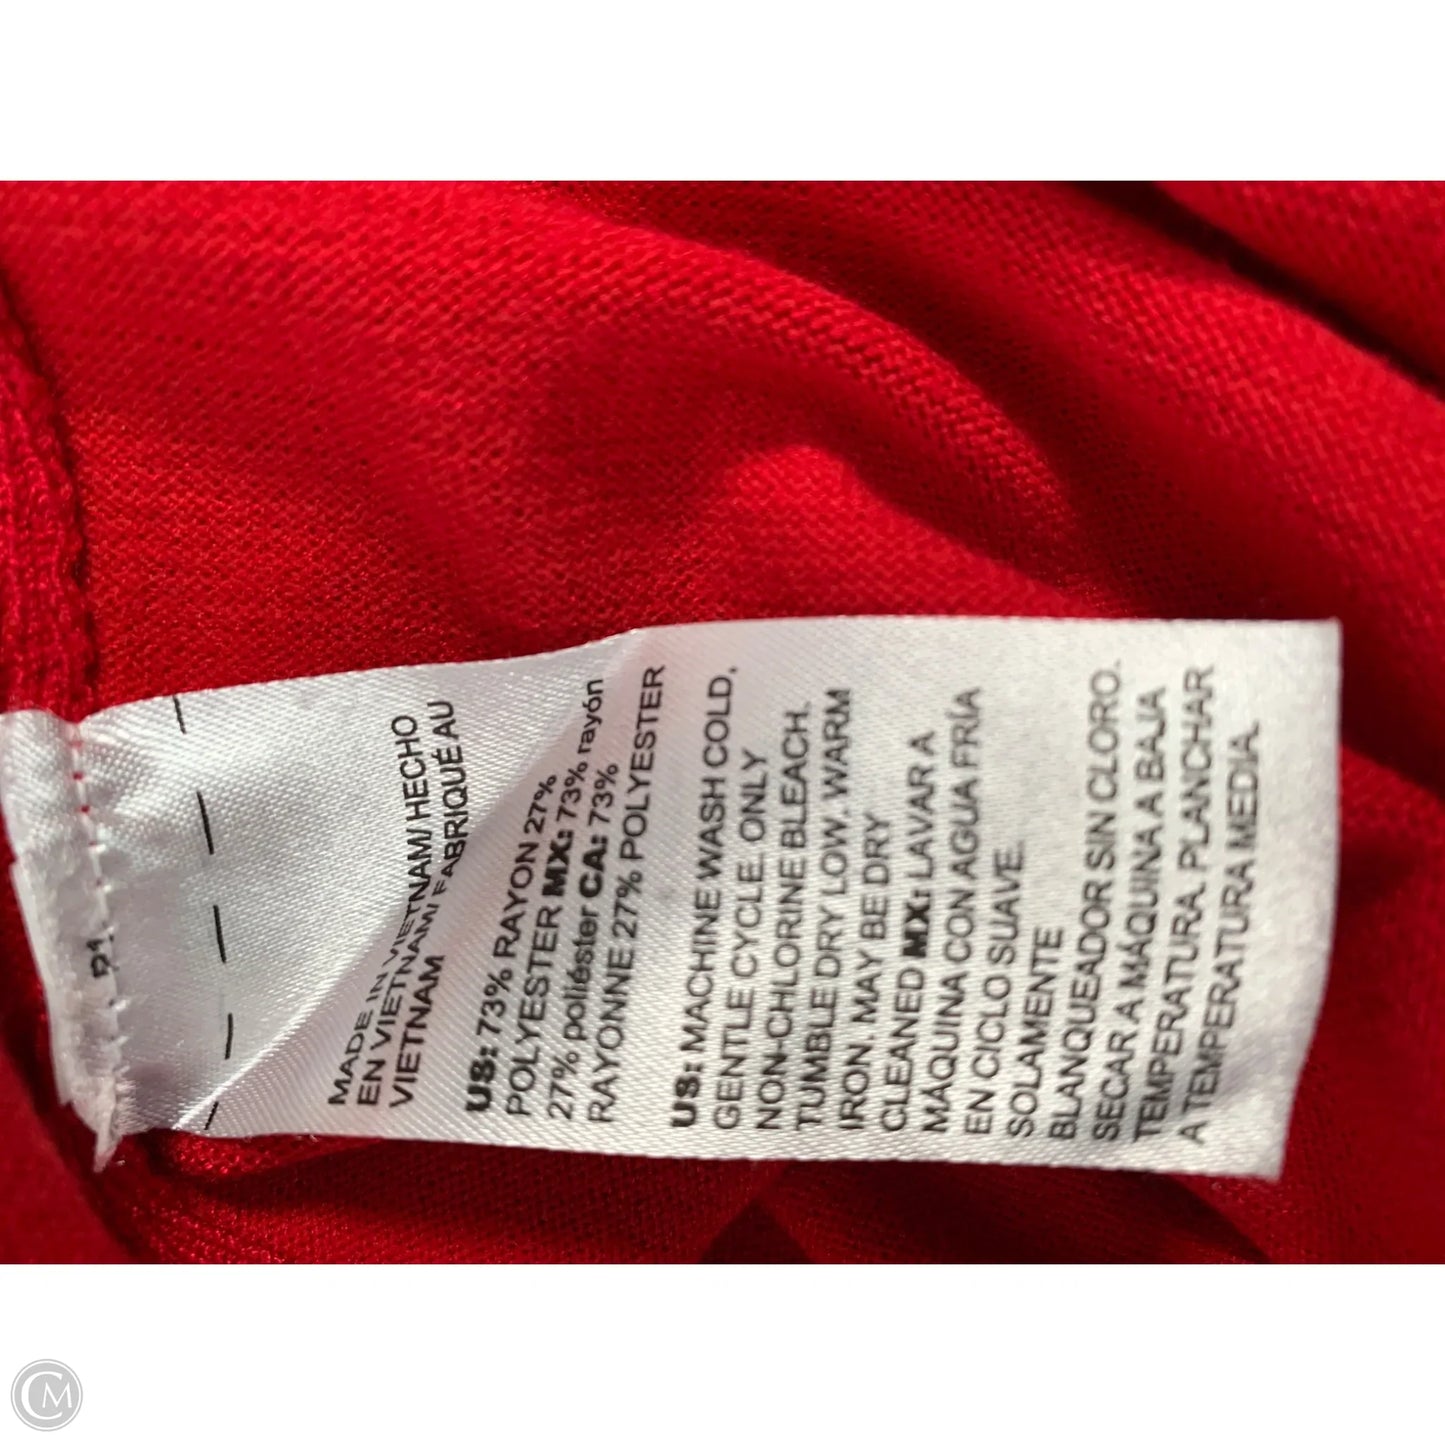 MADE IN VIETNAM/ HECHO
EN VIETNAM/ FABRIQUÉ AU
VIETNAM
US: 73% RAYON 27%
POLYESTER MX: 73% rayón
27% poliéster CA: 73%
RAYONNE 27% POLYESTER
US: MACHINE WASH COLD,
GENTLE CYCLE. ONLY
NON-CHLORINE BLEACH.
TUMBLE DRY LOW. WARM
IRON. MAY BE DRY
CLEANED MX: LAVAR A
MÁQUINA CON AGUA FRÍA
EN CICLO SUAVE.
SOLAMENTE
BLANQUEADOR SIN CLORO.
SECAR A MÁQUINA A BAJA
TEMPERATURA. PLANCHAR
A TEMPERATURA MEDIA.
CM